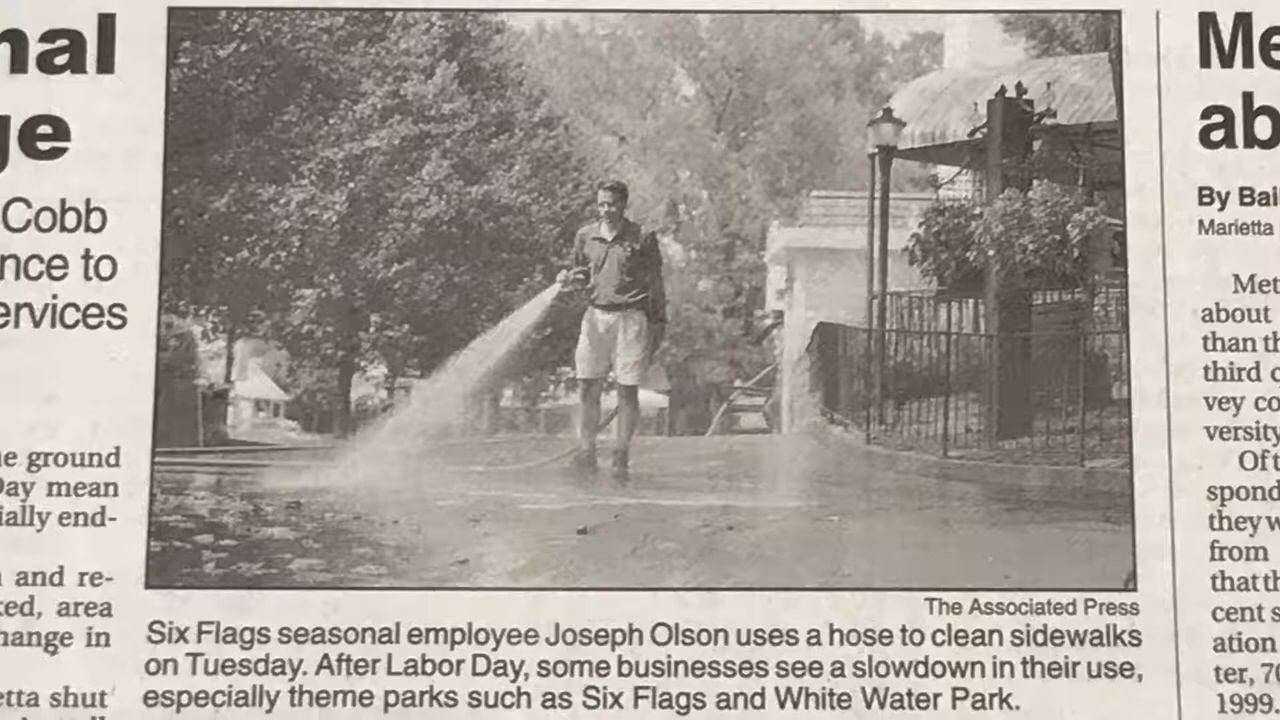 nal
ge
Cobb
nce to
ervices
e ground
Day mean
ially end-
and re-
ked, area
hange in
etta shut
The Associated Press
Six Flags seasonal employee Joseph Olson uses a hose to clean sidewalks
on Tuesday. After Labor Day, some businesses see a slowdown in their use,
especially theme parks such as Six Flags and White Water Park.
Me
ab
By Bai
Marietta
Met
about
than th
third c
vey co
versity
Of t
spond
they w
from
that th
cent s
ation
ter, 70
1999.